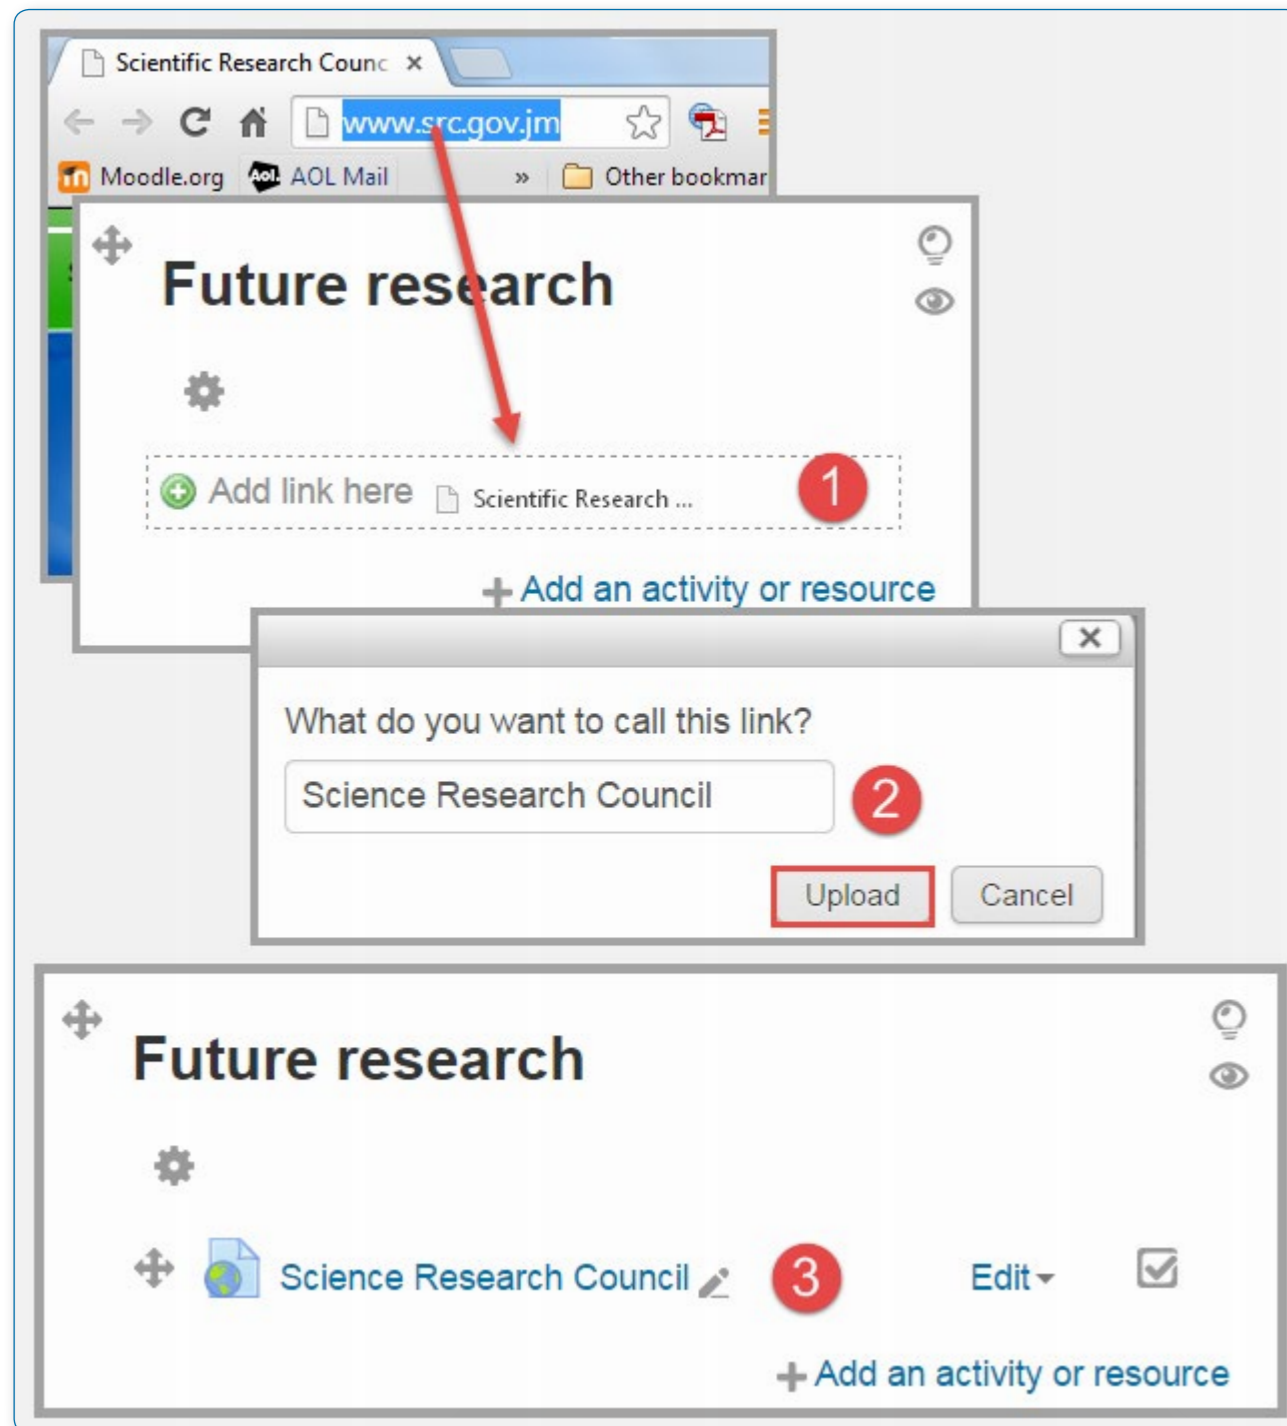 Scientific Research Counc
www.src.gov.jm
Moodle.org AOL Mail » Other bookmar
Future research
Add link here Scientific Research ... 1
Add an activity or resource
What do you want to call this link?
Science Research Council 2
Upload Cancel
Future research
Science Research Council 3 Edit
Add an activity or resource